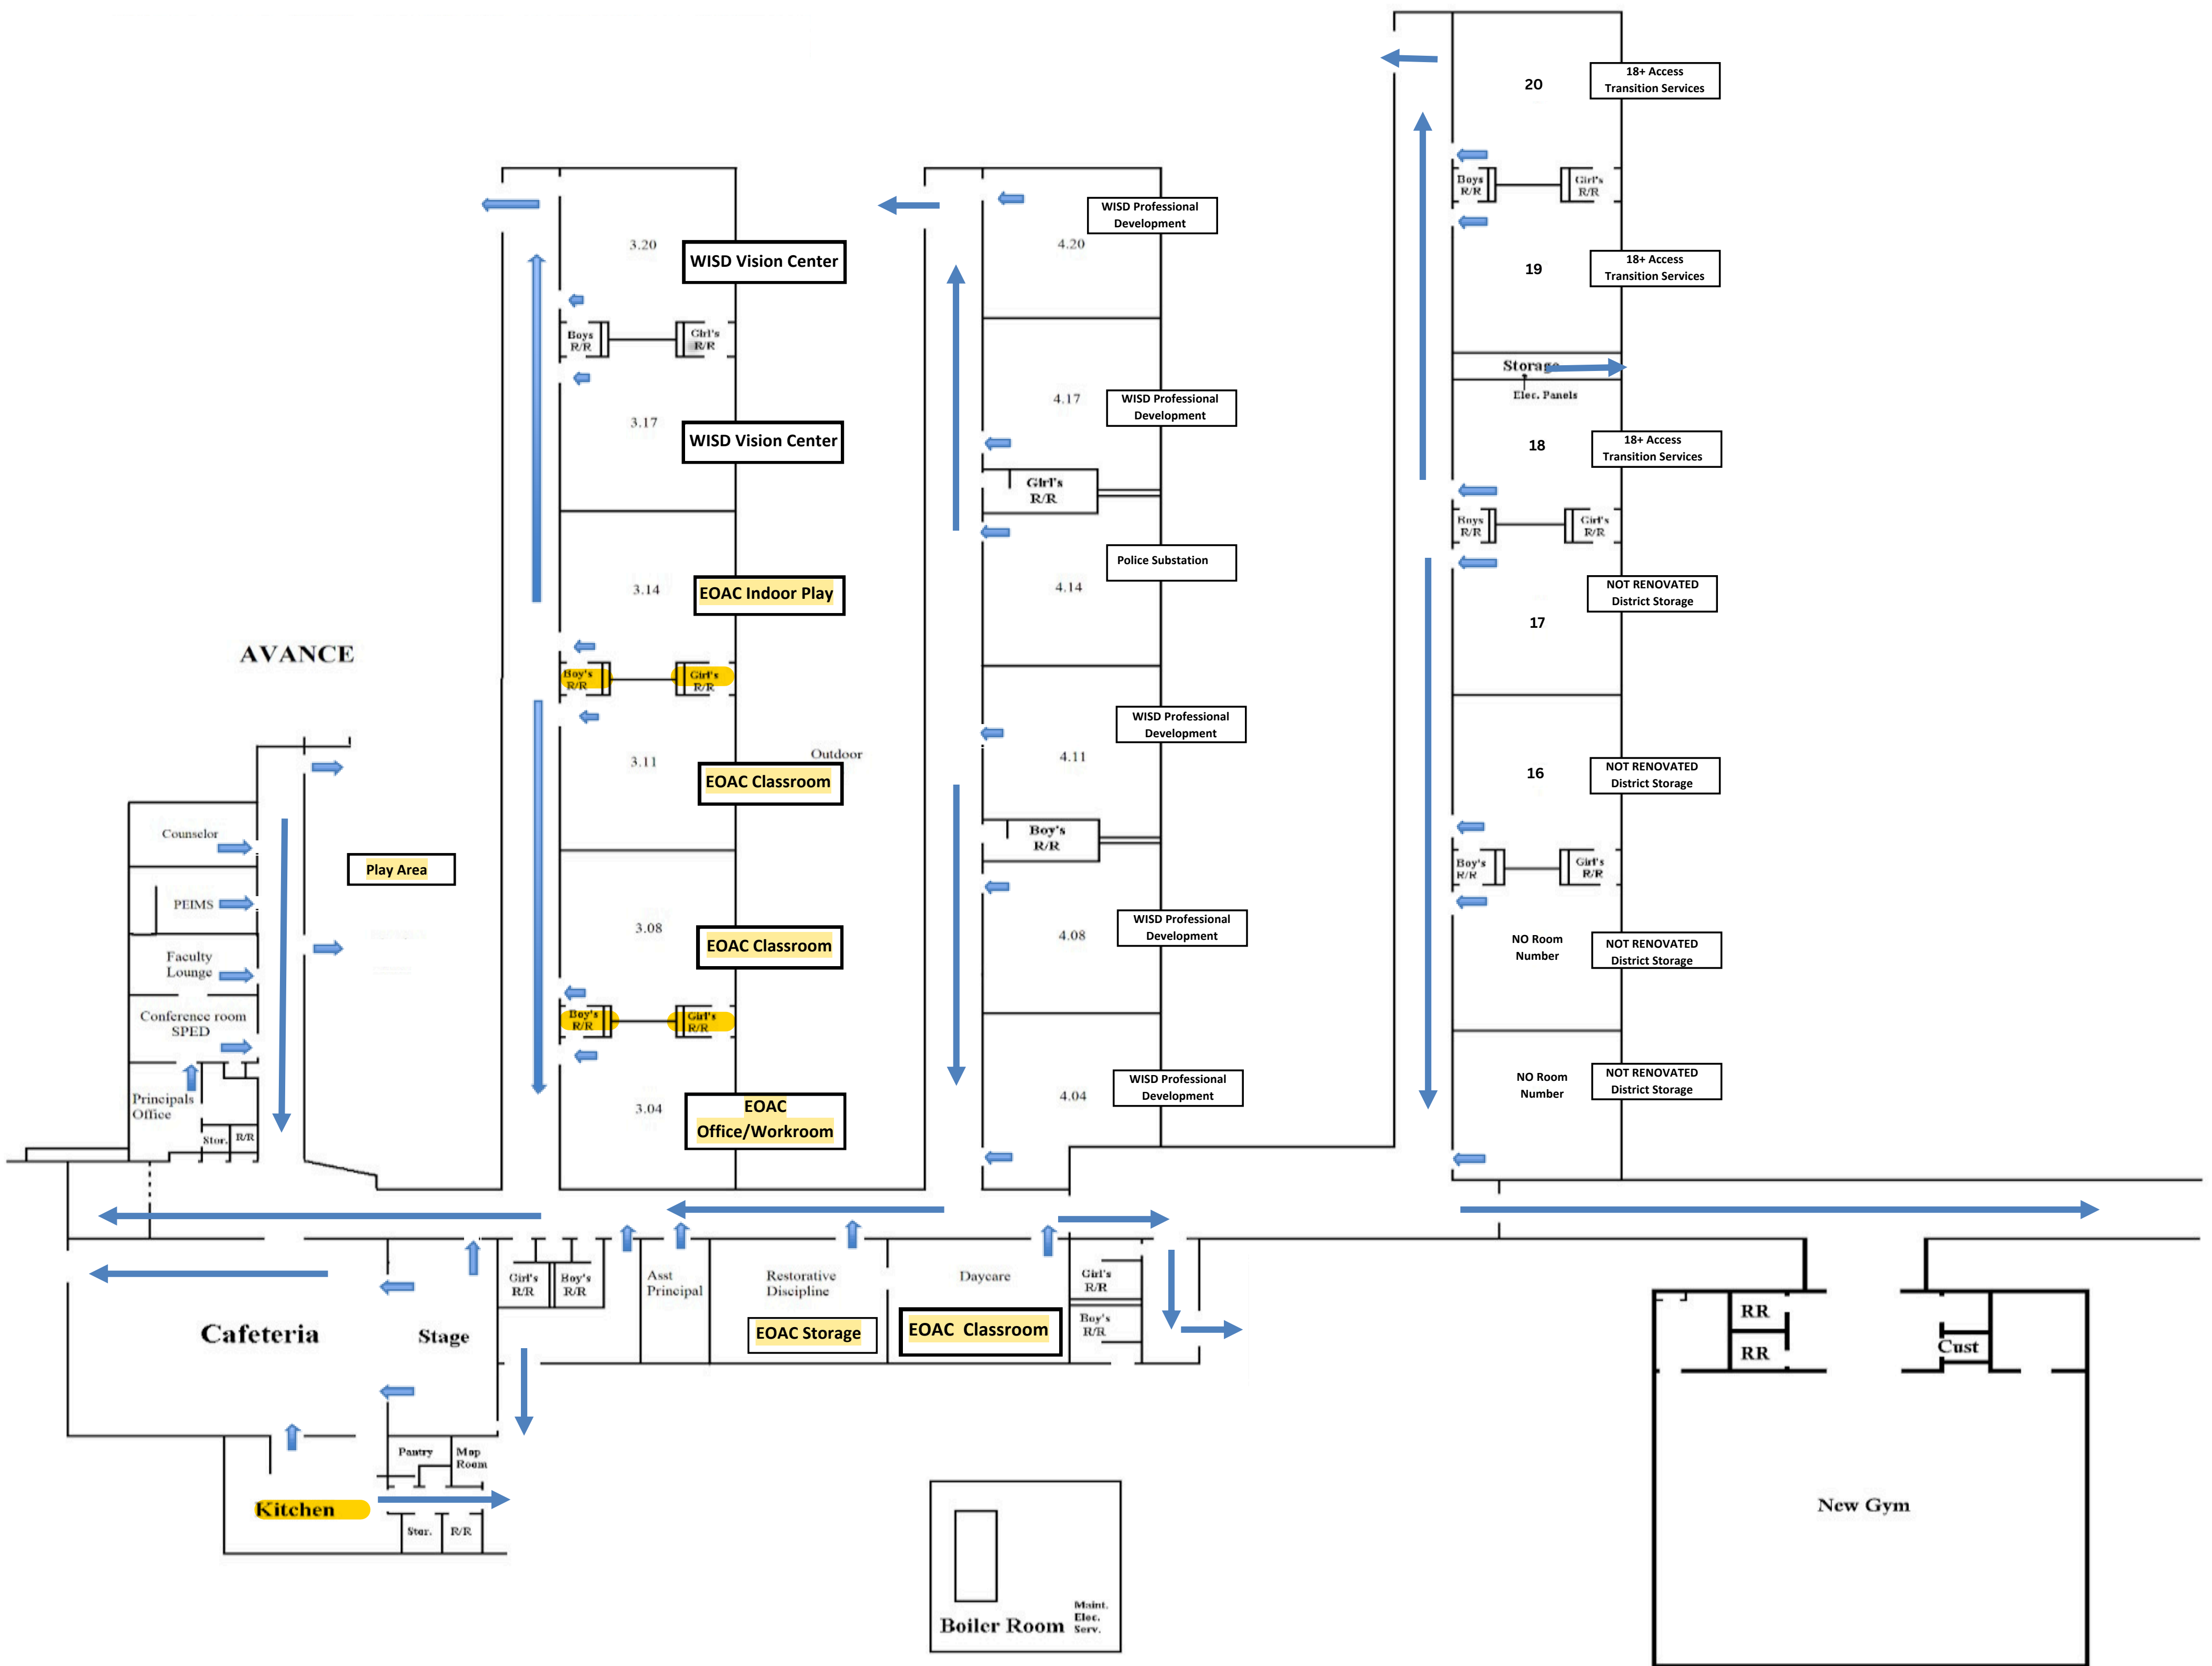 AVANCE
Counselor
PEIMS
Faculty
Lounge
Conference room
SPED
Principals
Office
Stor.
R/R
Play Area
3.20
WISD Vision Center
Boys
R/R
Girl's
R/R
3.17
WISD Vision Center
3.14
EOAC Indoor Play
Boy's
R/R
Girl's
R/R
3.11
Outdoor
EOAC Classroom
3.08
EOAC Classroom
Boy's
R/R
Girl's
R/R
3.04
EOAC
Office/Workroom
WISD Professional
Development
4.20
4.17
WISD Professional
Development
Girl's
R/R
Police Substation
4.14
WISD Professional
Development
4.11
Boy's
R/R
WISD Professional
Development
4.08
WISD Professional
Development
4.04
20
18+ Access
Transition Services
Boys
R/R
Girl's
R/R
19
18+ Access
Transition Services
Storage
Elec. Panels
18
18+ Access
Transition Services
Boys
R/R
Girl's
R/R
NOT RENOVATED
District Storage
17
16
NOT RENOVATED
District Storage
Boy's
R/R
Girl's
R/R
NO Room
Number
NOT RENOVATED
District Storage
NO Room
Number
NOT RENOVATED
District Storage
Cafeteria
Stage
Girl's
R/R
Boy's
R/R
Asst
Principal
Restorative
Discipline
EOAC Storage
Daycare
EOAC Classroom
Girl's
R/R
Boy's
R/R
Pantry
Mop
Room
Kitchen
Stor.
R/R
Boiler Room
Maint.
Elec.
Serv.
RR
RR
Cust
New Gym